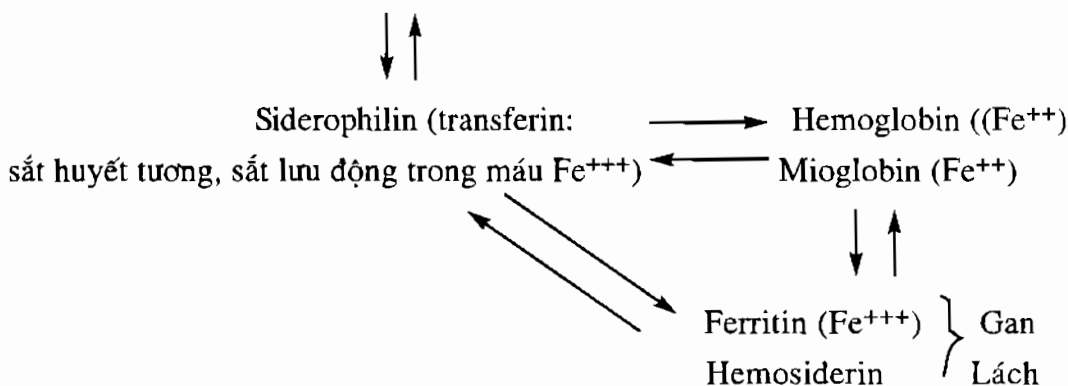 Siderophilin (transferin: Hemoglobin ((Fe⁺⁺)
sắt huyết tương, sắt lưu động trong máu Fe⁺⁺⁺) Mioglobin (Fe⁺⁺)
Ferritin (Fe⁺⁺⁺) } Gan
Hemosiderin Lách